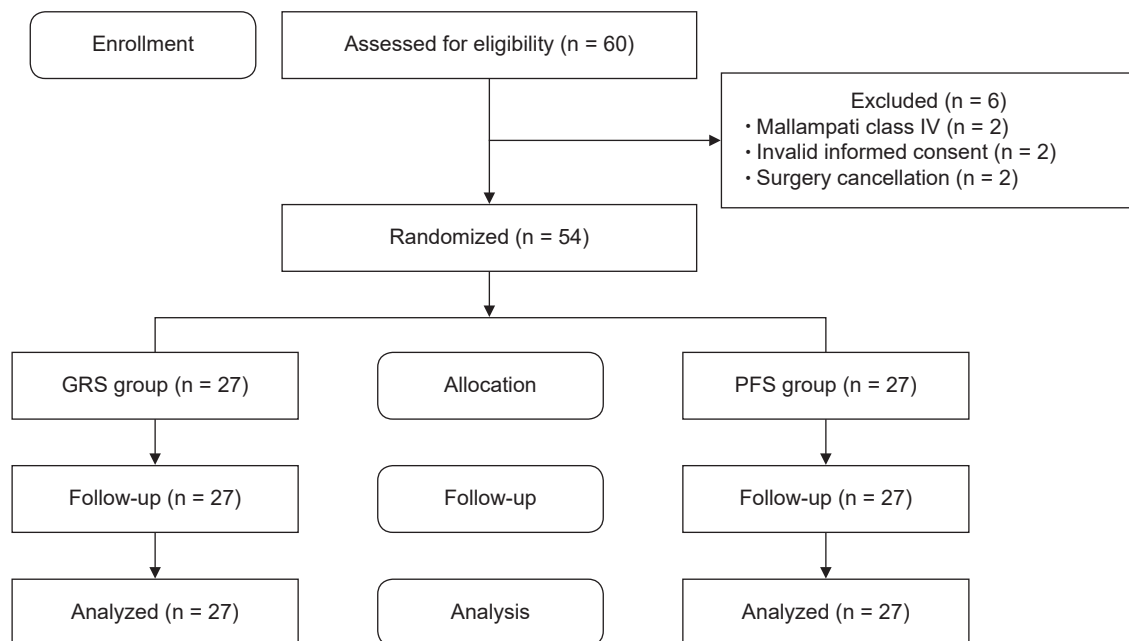 Enrollment
Assessed for eligibility (n = 60)
Excluded (n = 6)
• Mallampati class IV (n = 2)
• Invalid informed consent (n = 2)
• Surgery cancellation (n = 2)
Randomized (n = 54)
GRS group (n = 27)
Allocation
PFS group (n = 27)
Follow-up (n = 27)
Follow-up
Follow-up (n = 27)
Analyzed (n = 27)
Analysis
Analyzed (n = 27)